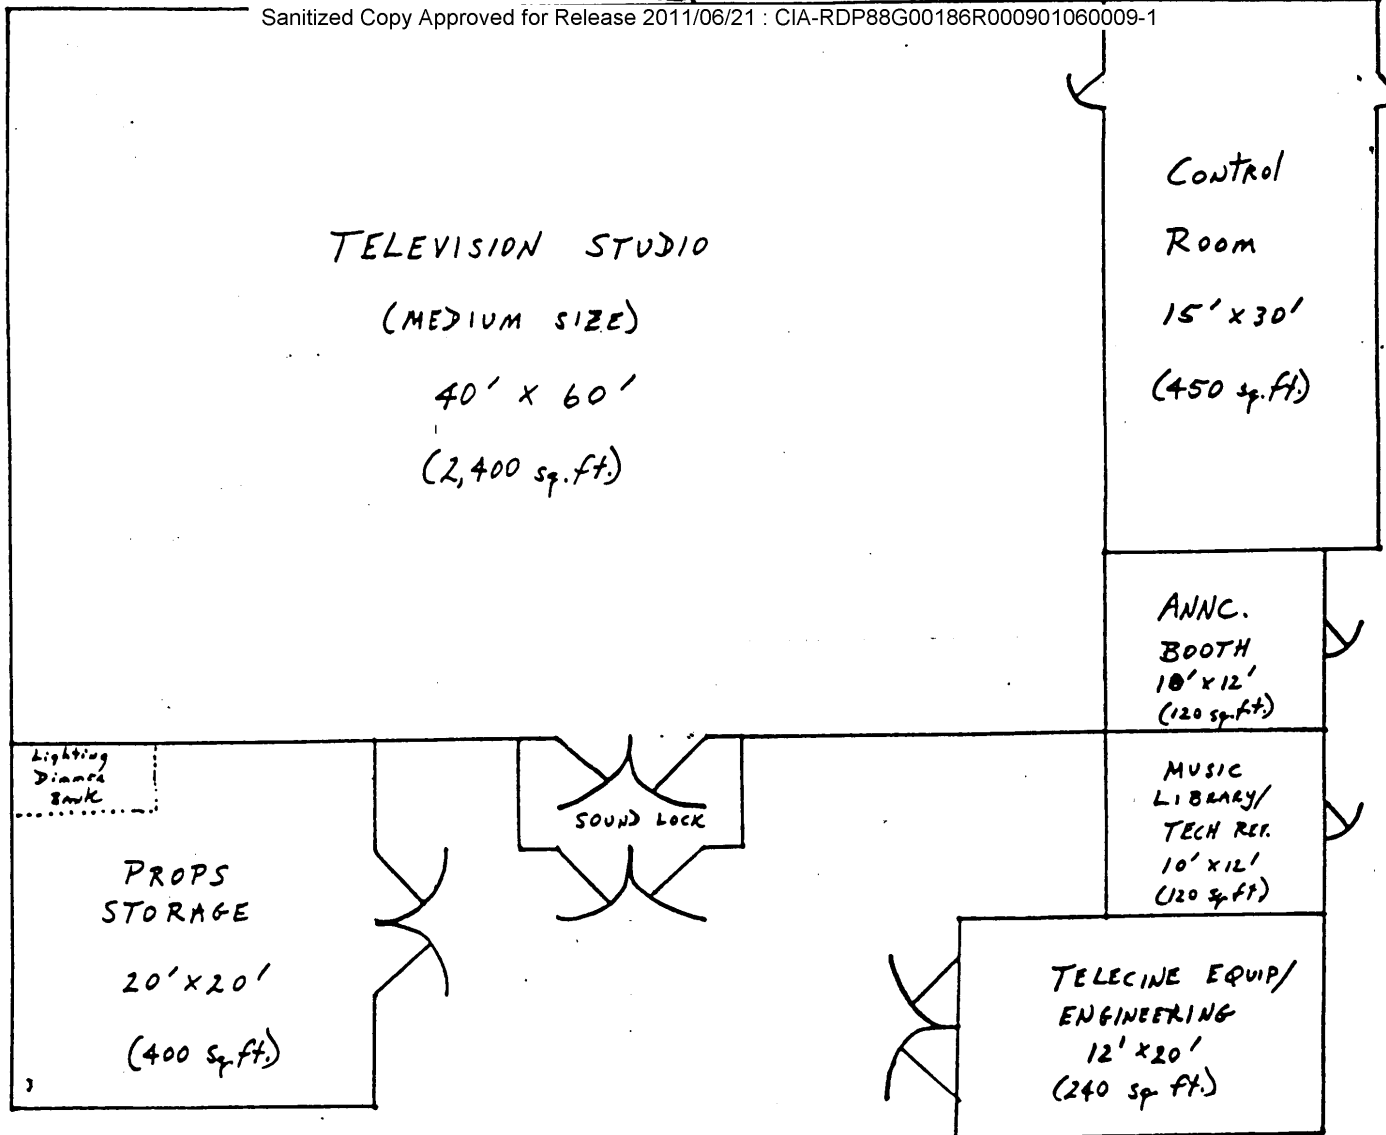 Sanitized Copy Approved for Release 2011/06/21 : CIA-RDP88G00186R000901060009-1
TELEVISION STUDIO
(MEDIUM SIZE)
40' x 60'
(2,400 sq.ft.)
Control
Room
15' x 30'
(450 sq.ft.)
ANNC.
BOOTH
10' x 12'
(120 sq.ft.)
MUSIC
LIBRARY/
TECH REF.
10' x 12'
(120 sq ft)
Lighting
Dimmer
Bank
SOUND LOCK
PROPS
STORAGE
20' x 20'
(400 sq.ft.)
TELECINE EQUIP/
ENGINEERING
12' x 20'
(240 sq ft.)